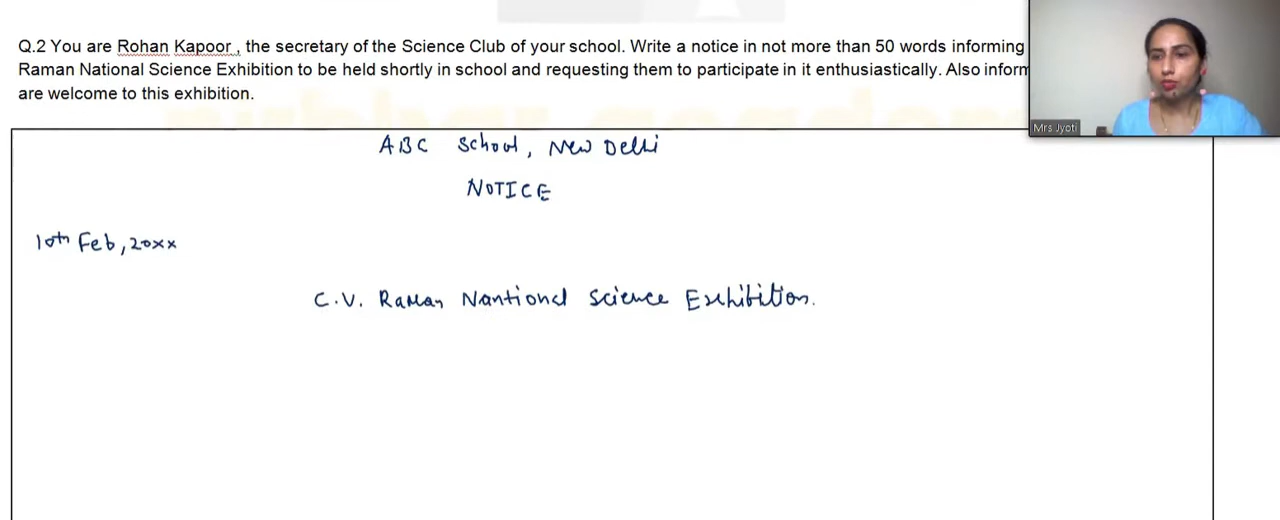 Q.2 You are Rohan Kapoor , the secretary of the Science Club of your school. Write a notice in not more than 50 words informing
Raman National Science Exhibition to be held shortly in school and requesting them to participate in it enthusiastically. Also inform
are welcome to this exhibition.
Mrs Jyoti
ABC School, New Delhi
NOTICE
10th Feb, 20xx
C.V. Raman Nantional Science Exhibition.